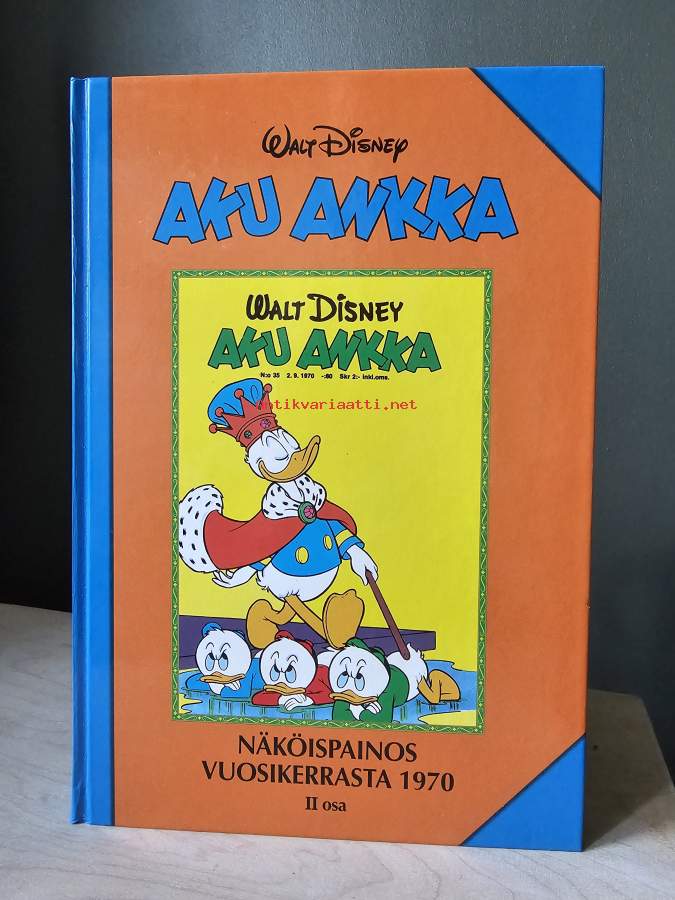 WALT DISNEY
AKU ANKKA
WALT DISNEY
AKU ANKKA
N:o 35 2.9.1970 -:60 Skr 2:- inkl.oms.
antikvariaatti.net
NÄKÖISPAINOS
VUOSIKERRASTA 1970
II osa